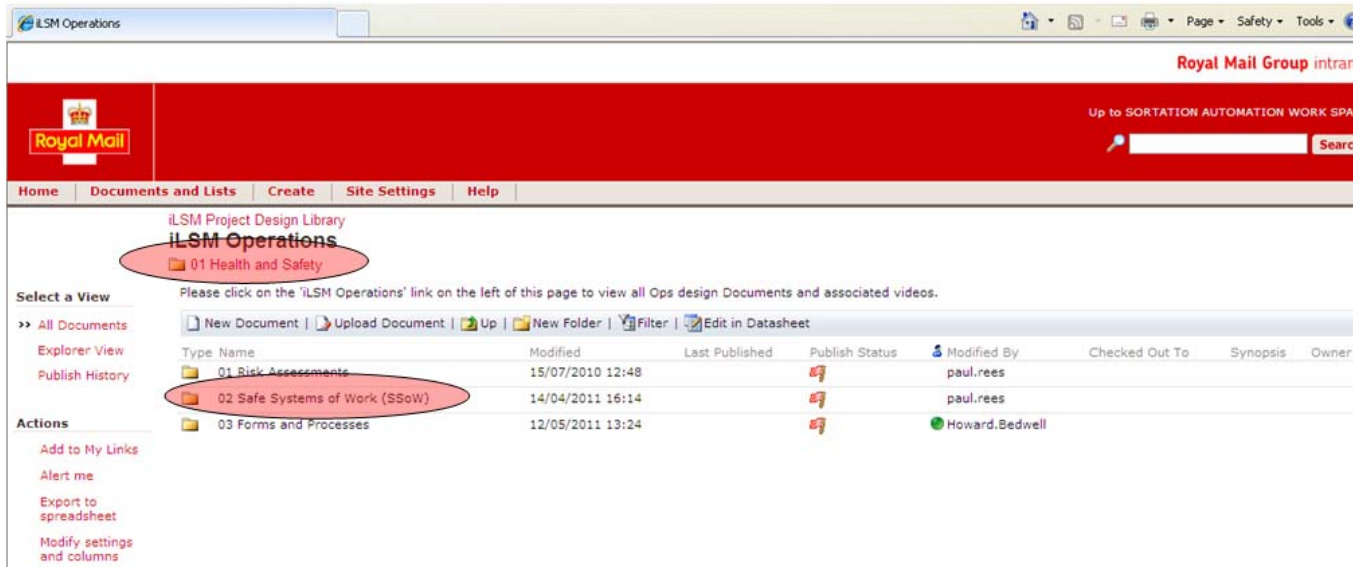 iLSM Operations
Page Safety Tools
Royal Mail Group intran
Royal Mail
Up to SORTATION AUTOMATION WORK SPA
Searc
Home Documents and Lists Create Site Settings Help
iLSM Project Design Library
iLSM Operations
01 Health and Safety
Select a View
Please click on the 'iLSM Operations' link on the left of this page to view all Ops design Documents and associated videos.
>> All Documents
New Document | Upload Document | Up | New Folder | Filter | Edit in Datasheet
Explorer View
Type Name Modified Last Published Publish Status Modified By Checked Out To Synopsis Owner
Publish History
01 Risk Assessments 15/07/2010 12:48 paul.rees
02 Safe Systems of Work (SSoW) 14/04/2011 16:14 paul.rees
Actions
03 Forms and Processes 12/05/2011 13:24 Howard.Bedwell
Add to My Links
Alert me
Export to
spreadsheet
Modify settings
and columns